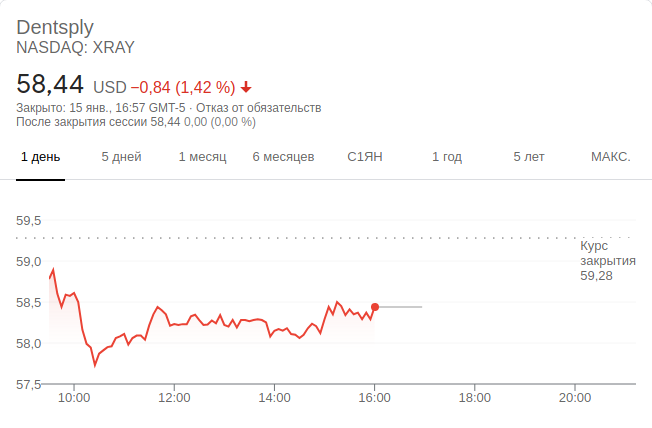 Dentsply
NASDAQ: XRAY
58,44 USD −0,84 (1,42 %)
Закрыто: 15 янв., 16:57 GMT-5 · Отказ от обязательств
После закрытия сессии 58,44 0,00 (0,00 %)
1 день 5 дней 1 месяц 6 месяцев С1ЯН 1 год 5 лет МАКС.
59,5
Курс
закрытия
59,28
59,0
58,5
58,0
57,5
10:00 12:00 14:00 16:00 18:00 20:00